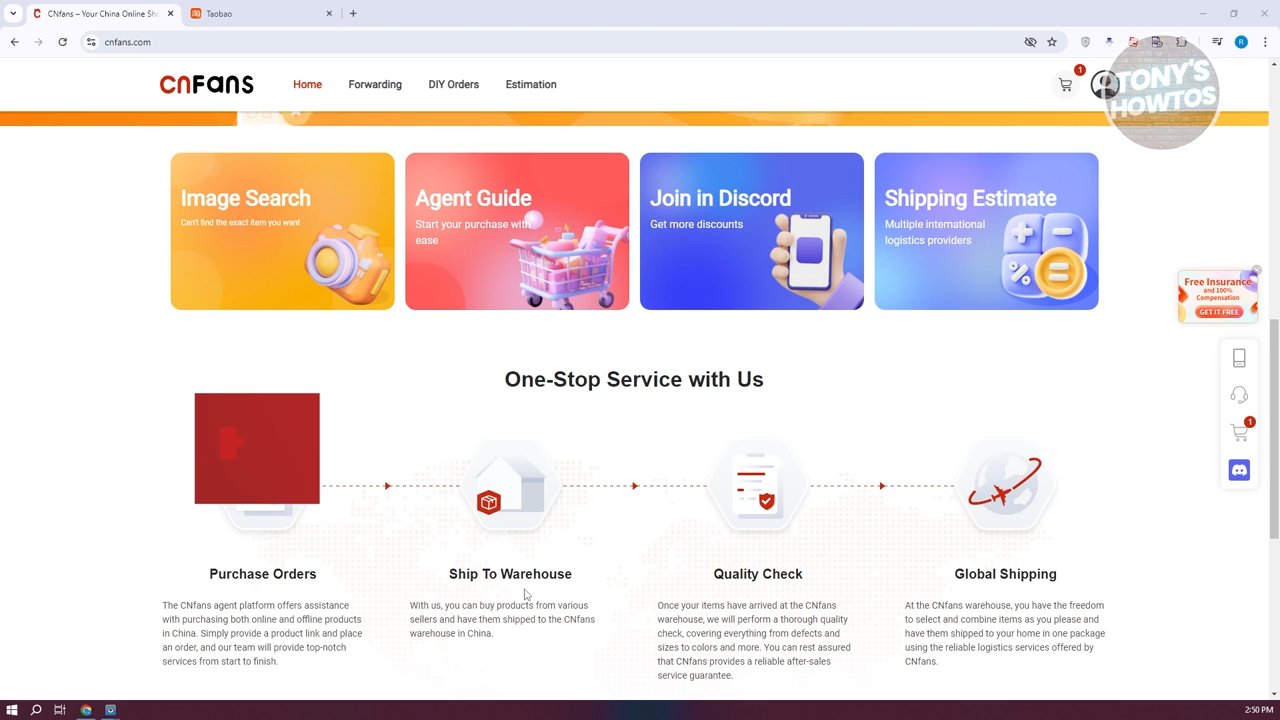 CNfans – Your China Online Sho
Taobao
cnfans.com
R
CNFANS
Home
Forwarding
DIY Orders
Estimation
1
TONY'S
HOWTOS
Image Search
Can't find the exact item you want
Agent Guide
Start your purchase with
ease
Join in Discord
Get more discounts
Shipping Estimate
Multiple international
logistics providers
Free Insurance
and 100%
Compensation
GET IT FREE
1
One-Stop Service with Us
Purchase Orders
The CNfans agent platform offers assistance
with purchasing both online and offline products
in China. Simply provide a product link and place
an order, and our team will provide top-notch
services from start to finish.
Ship To Warehouse
With us, you can buy products from various
sellers and have them shipped to the CNfans
warehouse in China.
Quality Check
Once your items have arrived at the CNfans
warehouse, we will perform a thorough quality
check, covering everything from defects and
sizes to colors and more. You can rest assured
that CNfans provides a reliable after-sales
service guarantee.
Global Shipping
At the CNfans warehouse, you have the freedom
to select and combine items as you please and
have them shipped to your home in one package
using the reliable logistics services offered by
CNfans.
2:50 PM